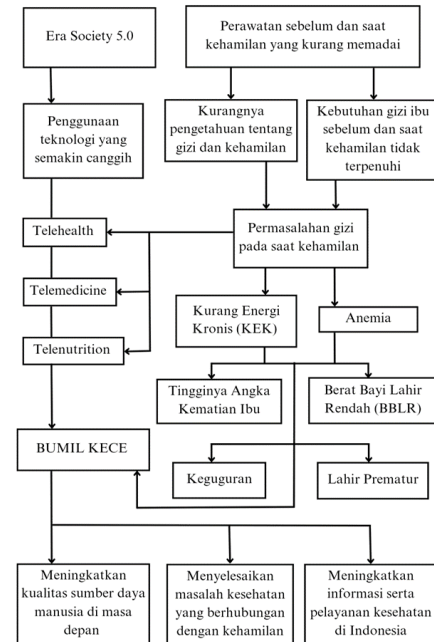 Era Society 5.0
Perawatan sebelum dan saat
kehamilan yang kurang memadai
Penggunaan
teknologi yang
semakin canggih
Kurangnya
pengetahuan tentang
gizi dan kehamilan
Kebutuhan gizi ibu
sebelum dan saat
kehamilan tidak
terpenuhi
Telehealth
Permasalahan gizi
pada saat kehamilan
Telemedicine
Kurang Energi
Kronis (KEK)
Anemia
Telenutrition
Tingginya Angka
Kematian Ibu
Berat Bayi Lahir
Rendah (BBLR)
BUMIL KECE
Keguguran
Lahir Prematur
Meningkatkan
kualitas sumber daya
manusia di masa
depan
Menyelesaikan
masalah kesehatan
yang berhubungan
dengan kehamilan
Meningkatkan
informasi serta
pelayanan kesehatan
di Indonesia